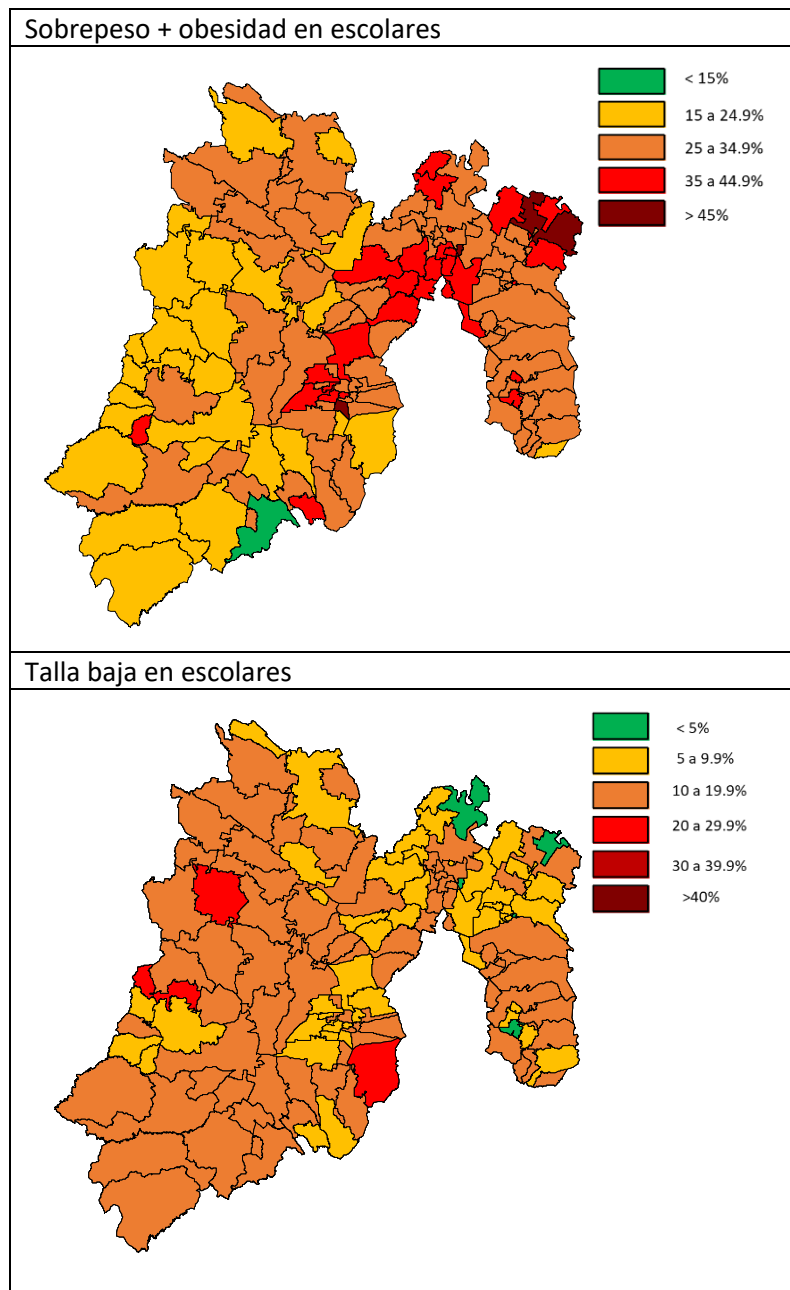 Sobrepeso + obesidad en escolares
< 15%
15 a 24.9%
25 a 34.9%
35 a 44.9%
> 45%
Talla baja en escolares
< 5%
5 a 9.9%
10 a 19.9%
20 a 29.9%
30 a 39.9%
>40%